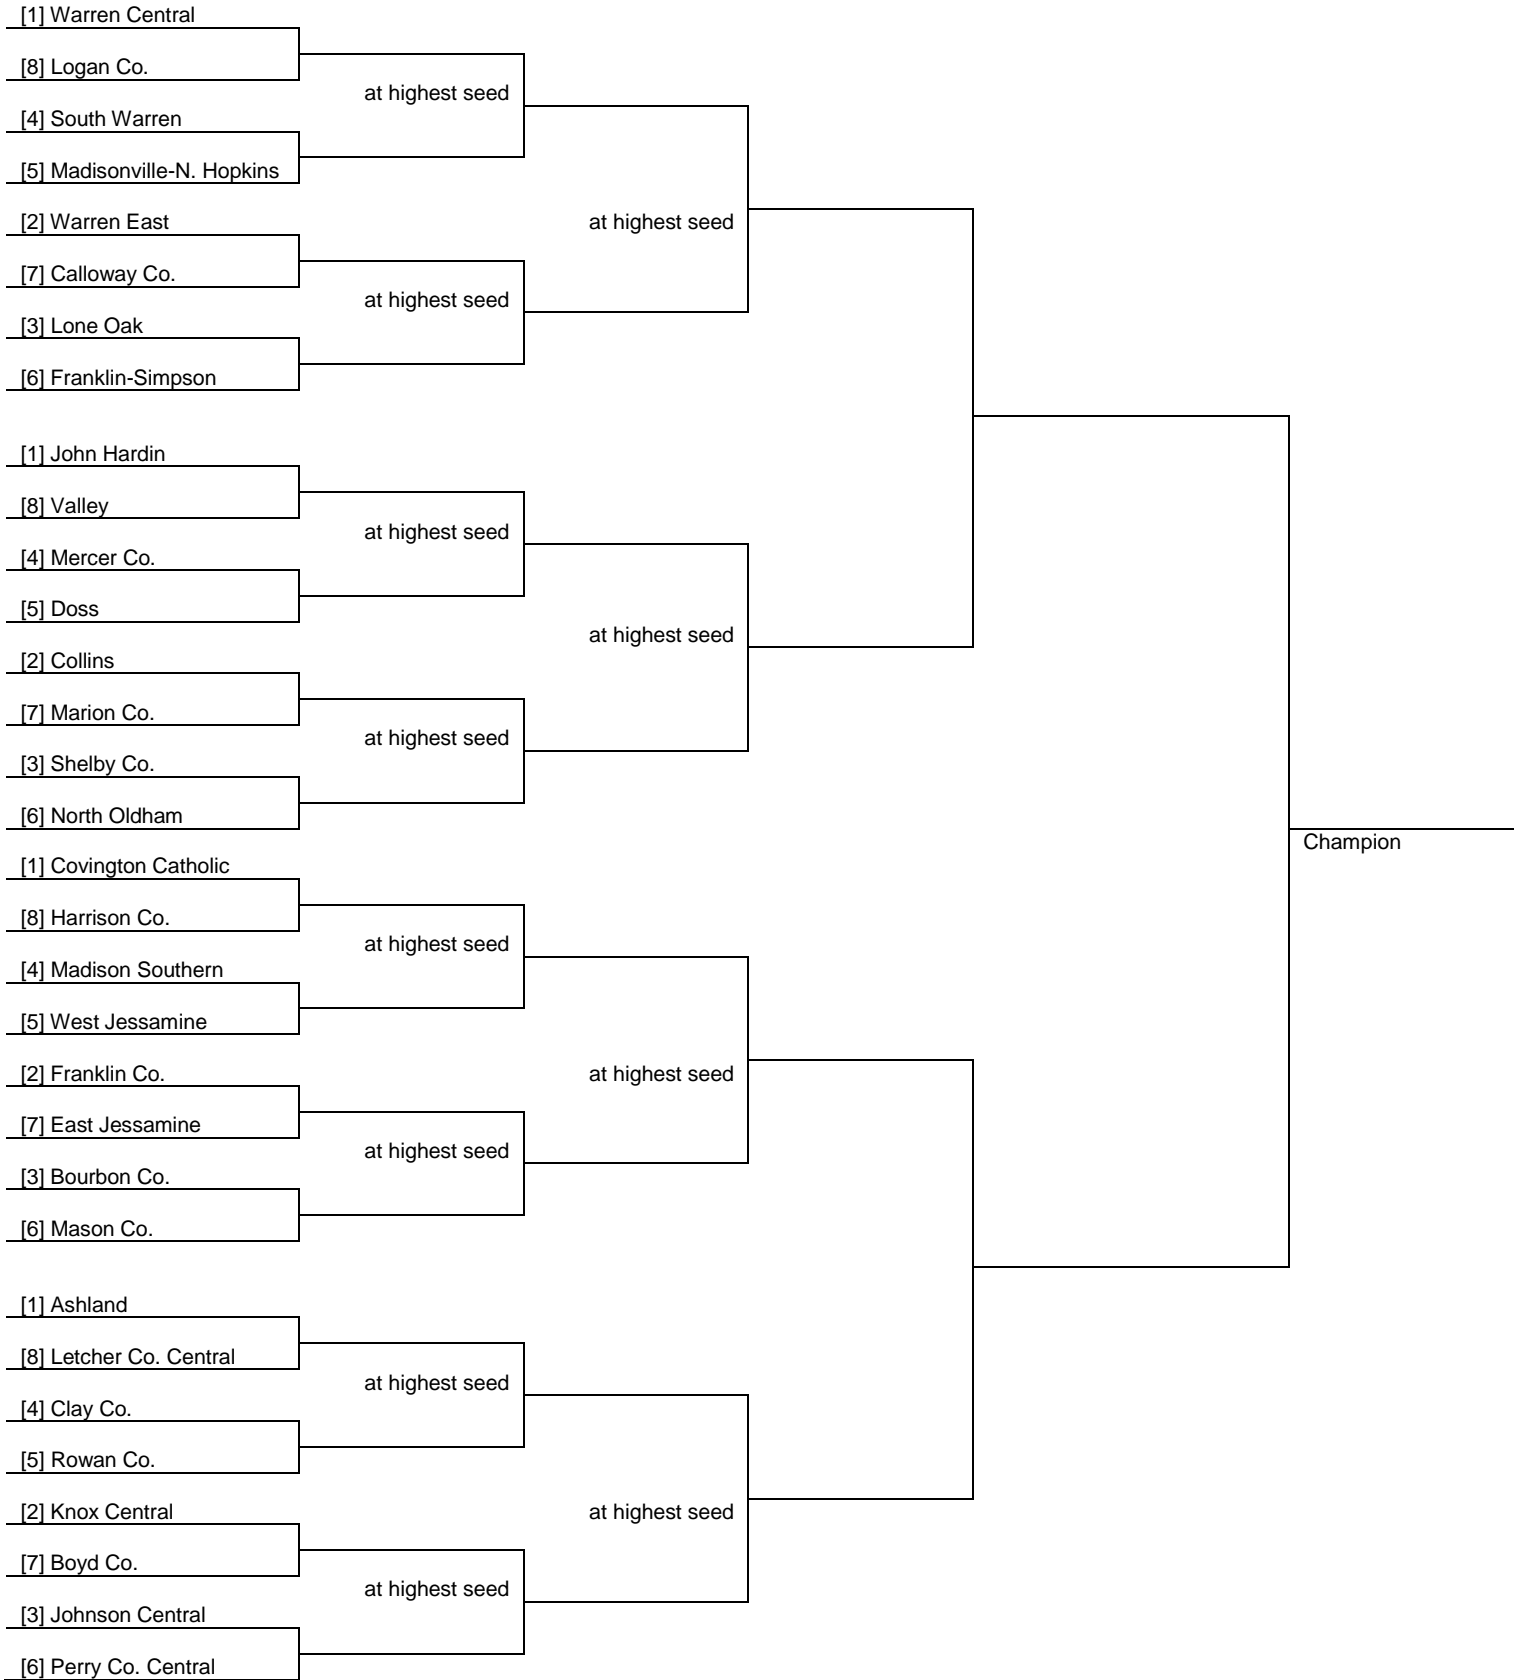 [1] Warren Central
[8] Logan Co.
at highest seed
[4] South Warren
[5] Madisonville-N. Hopkins
[2] Warren East
at highest seed
[7] Calloway Co.
at highest seed
[3] Lone Oak
[6] Franklin-Simpson
[1] John Hardin
[8] Valley
at highest seed
[4] Mercer Co.
[5] Doss
at highest seed
[2] Collins
[7] Marion Co.
at highest seed
[3] Shelby Co.
[6] North Oldham
Champion
[1] Covington Catholic
[8] Harrison Co.
at highest seed
[4] Madison Southern
[5] West Jessamine
[2] Franklin Co.
at highest seed
[7] East Jessamine
at highest seed
[3] Bourbon Co.
[6] Mason Co.
[1] Ashland
[8] Letcher Co. Central
at highest seed
[4] Clay Co.
[5] Rowan Co.
[2] Knox Central
at highest seed
[7] Boyd Co.
at highest seed
[3] Johnson Central
[6] Perry Co. Central